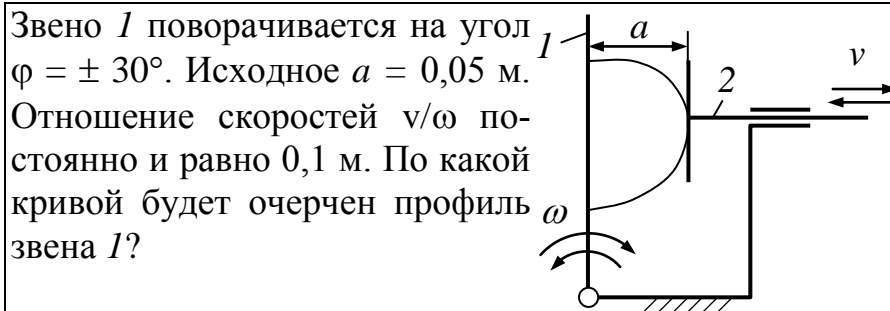 Звено 1 поворачивается на угол
φ = ± 30°. Исходное a = 0,05 м.
Отношение скоростей v/ω по-
стоянно и равно 0,1 м. По какой
кривой будет очерчен профиль
звена 1?
1
a
2
v
ω